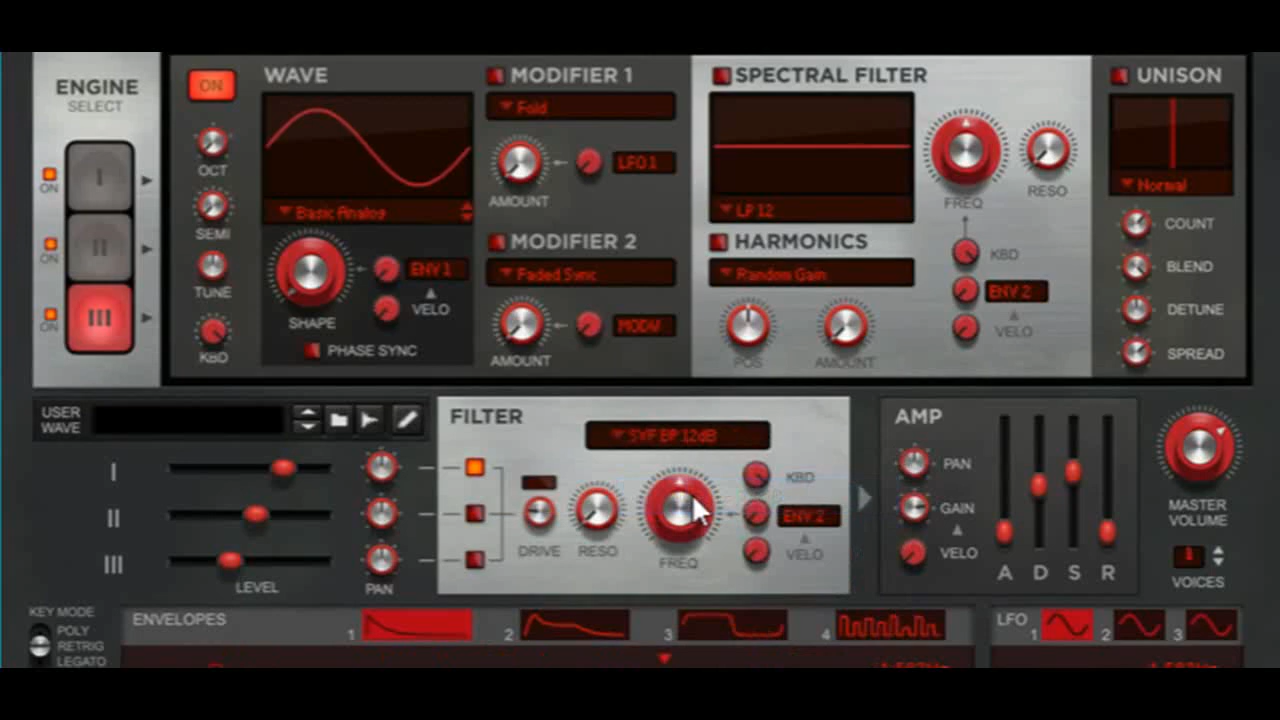 ENGINE
SELECT
ON I
ON II
ON III
ON
OCT
SEMI
TUNE
KBD
WAVE
Basic Analog
SHAPE
ENV 1
VELO
PHASE SYNC
MODIFIER 1
Fold
AMOUNT
LFO 1
MODIFIER 2
Faded Sync
AMOUNT
MODW
SPECTRAL FILTER
LP 12
FREQ
RESO
KBD
ENV 2
VELO
HARMONICS
Random Gain
POS
AMOUNT
UNISON
Normal
COUNT
BLEND
DETUNE
SPREAD
USER
WAVE
I
II
III
LEVEL
PAN
FILTER
SVF BP 12dB
DRIVE
RESO
FREQ
KBD
ENV 2
VELO
AMP
PAN
GAIN
VELO
A D S R
MASTER
VOLUME
1
VOICES
KEY MODE
POLY
RETRIG
LEGATO
ENVELOPES
1 2 3 4
LFO
1 2 3